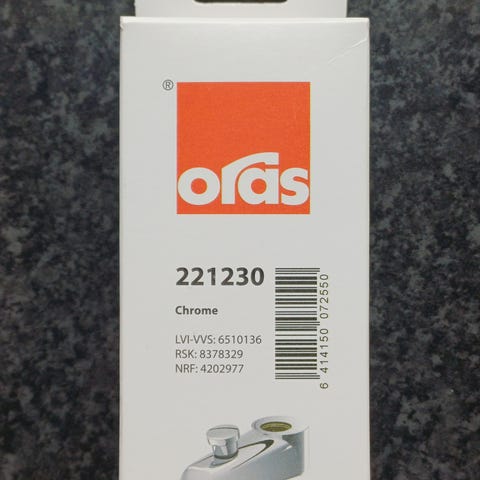 ®
oras
221230
Chrome
LVI-VVS: 6510136
RSK: 8378329
NRF: 4202977
6 414150 072550